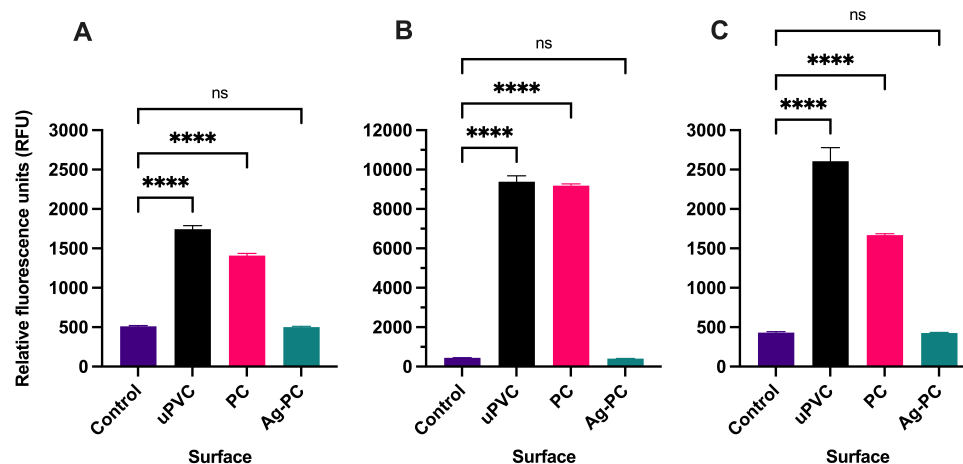 A
ns
****
****
Relative fluorescence units (RFU)
3000
2500
2000
1500
1000
500
0
Control
uPVC
PC
Ag-PC
Surface
B
ns
****
****
12000
10000
8000
6000
4000
2000
0
Control
uPVC
PC
Ag-PC
Surface
C
ns
****
****
3000
2500
2000
1500
1000
500
0
Control
uPVC
PC
Ag-PC
Surface